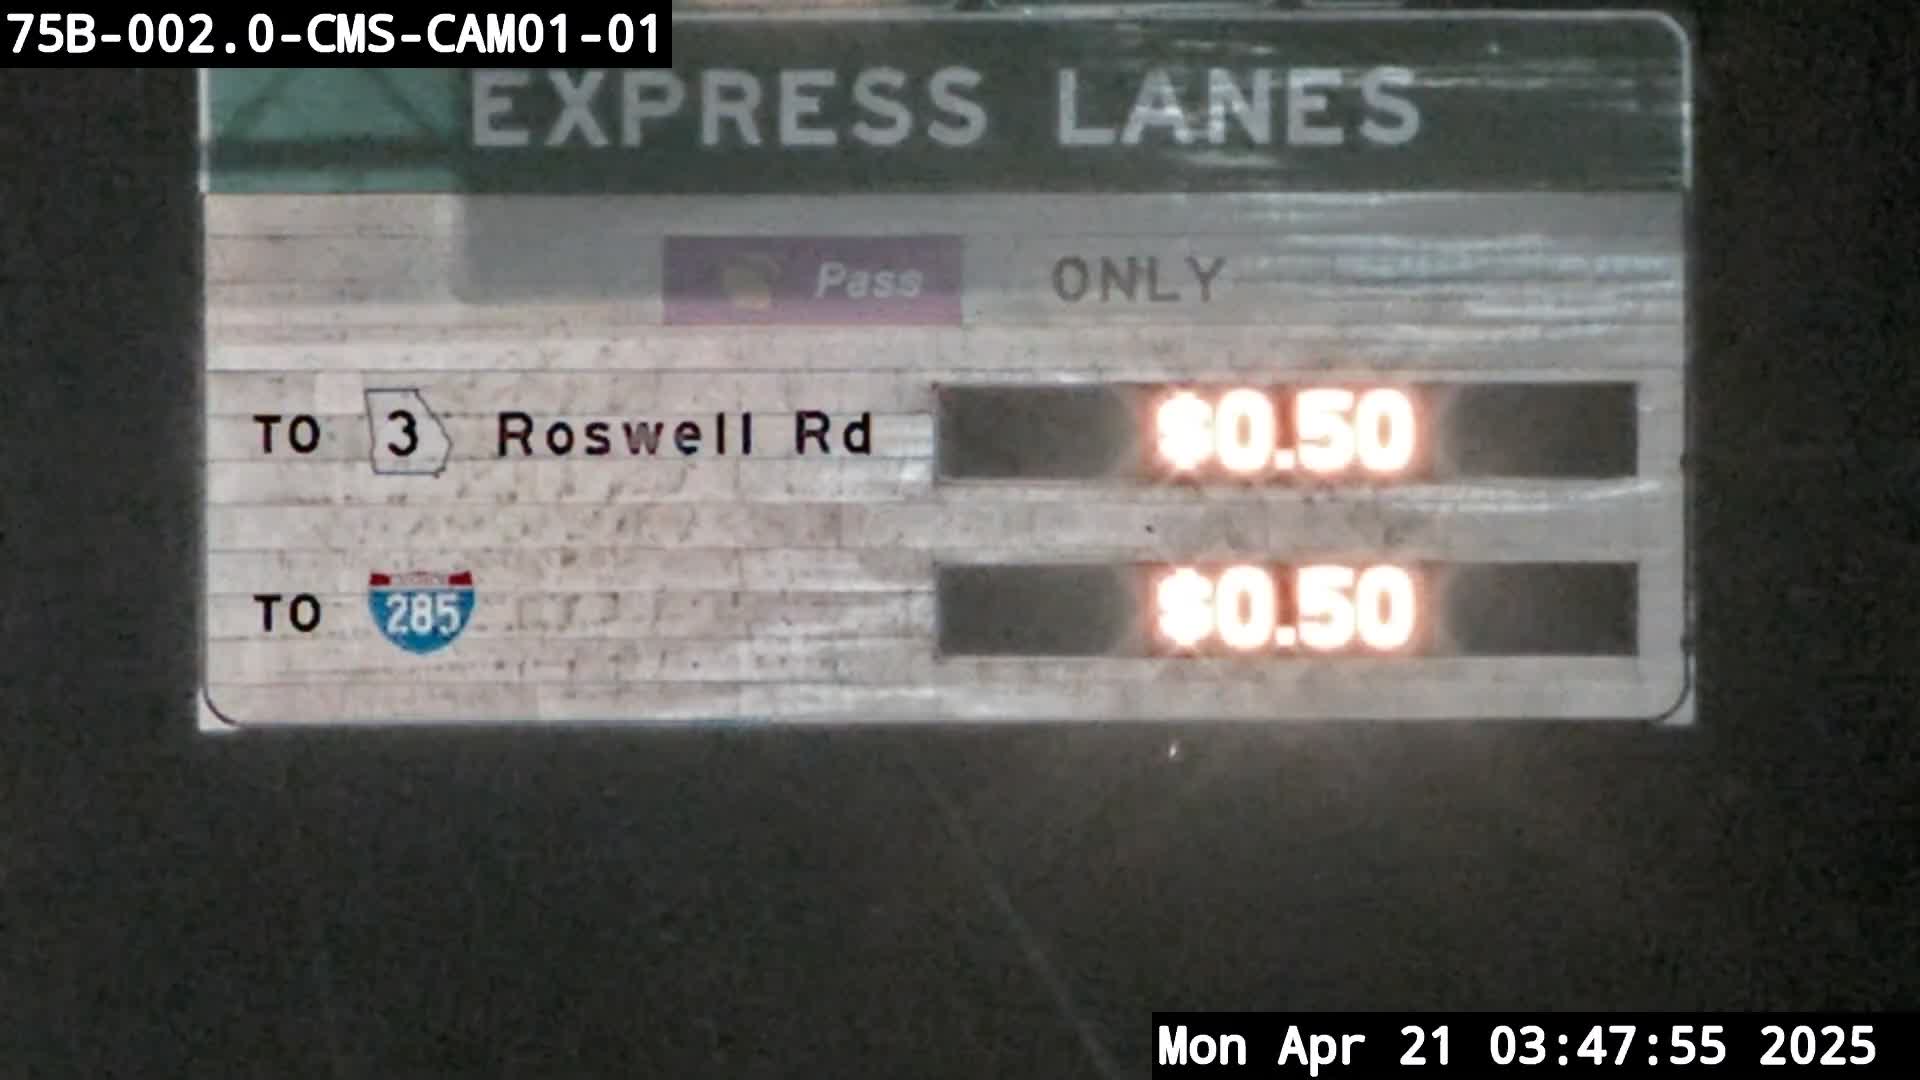 75B-002.0-CMS-CAM01-01
EXPRESS LANES
Pass ONLY
TO 3 Roswell Rd $0.50
TO 285 $0.50
Mon Apr 21 03:47:55 2025